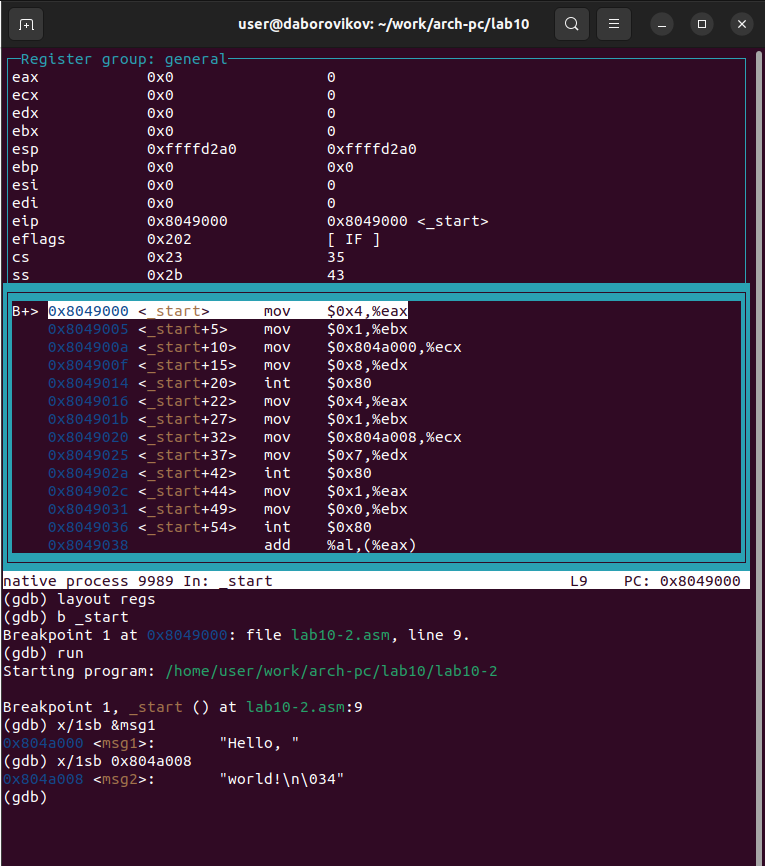 user@daborovikov: ~/work/arch-pc/lab10
Register group: general
eax 0x0 0
ecx 0x0 0
edx 0x0 0
ebx 0x0 0
esp 0xffffd2a0 0xffffd2a0
ebp 0x0 0x0
esi 0x0 0
edi 0x0 0
eip 0x8049000 0x8049000 <_start>
eflags 0x202 [ IF ]
cs 0x23 35
ss 0x2b 43
B+> 0x8049000 <_start> mov $0x4,%eax
0x8049005 <_start+5> mov $0x1,%ebx
0x804900a <_start+10> mov $0x804a000,%ecx
0x804900f <_start+15> mov $0x8,%edx
0x8049014 <_start+20> int $0x80
0x8049016 <_start+22> mov $0x4,%eax
0x804901b <_start+27> mov $0x1,%ebx
0x8049020 <_start+32> mov $0x804a008,%ecx
0x8049025 <_start+37> mov $0x7,%edx
0x804902a <_start+42> int $0x80
0x804902c <_start+44> mov $0x1,%eax
0x8049031 <_start+49> mov $0x0,%ebx
0x8049036 <_start+54> int $0x80
0x8049038 add %al,(%eax)
native process 9989 In: _start L9 PC: 0x8049000
(gdb) layout regs
(gdb) b _start
Breakpoint 1 at 0x8049000: file lab10-2.asm, line 9.
(gdb) run
Starting program: /home/user/work/arch-pc/lab10/lab10-2
Breakpoint 1, _start () at lab10-2.asm:9
(gdb) x/1sb &msg1
0x804a000 <msg1>: "Hello, "
(gdb) x/1sb 0x804a008
0x804a008 <msg2>: "world!\n\034"
(gdb)